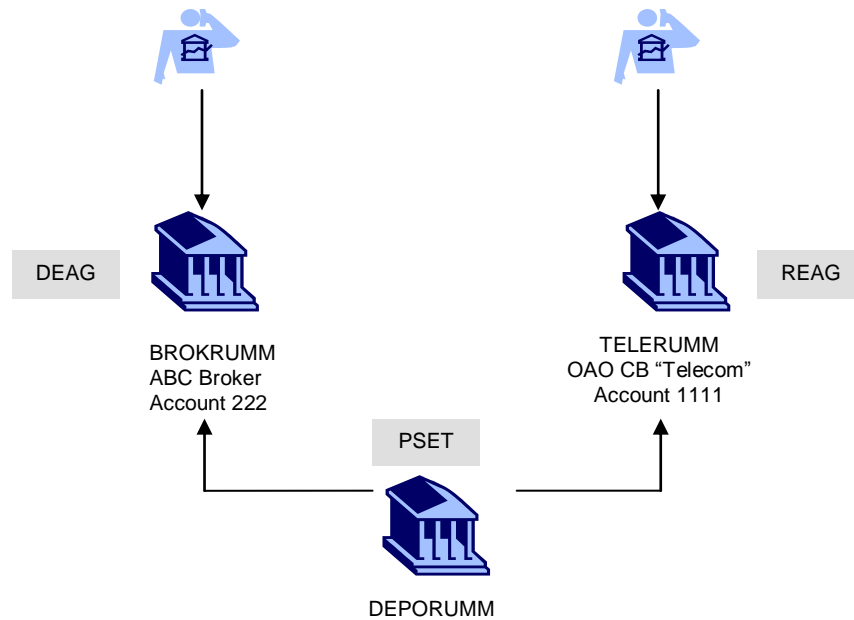 DEAG
REAG
BROKRUMM
ABC Broker
Account 222
TELERUMM
OAO CB “Telecom”
Account 1111
PSET
DEPORUMM